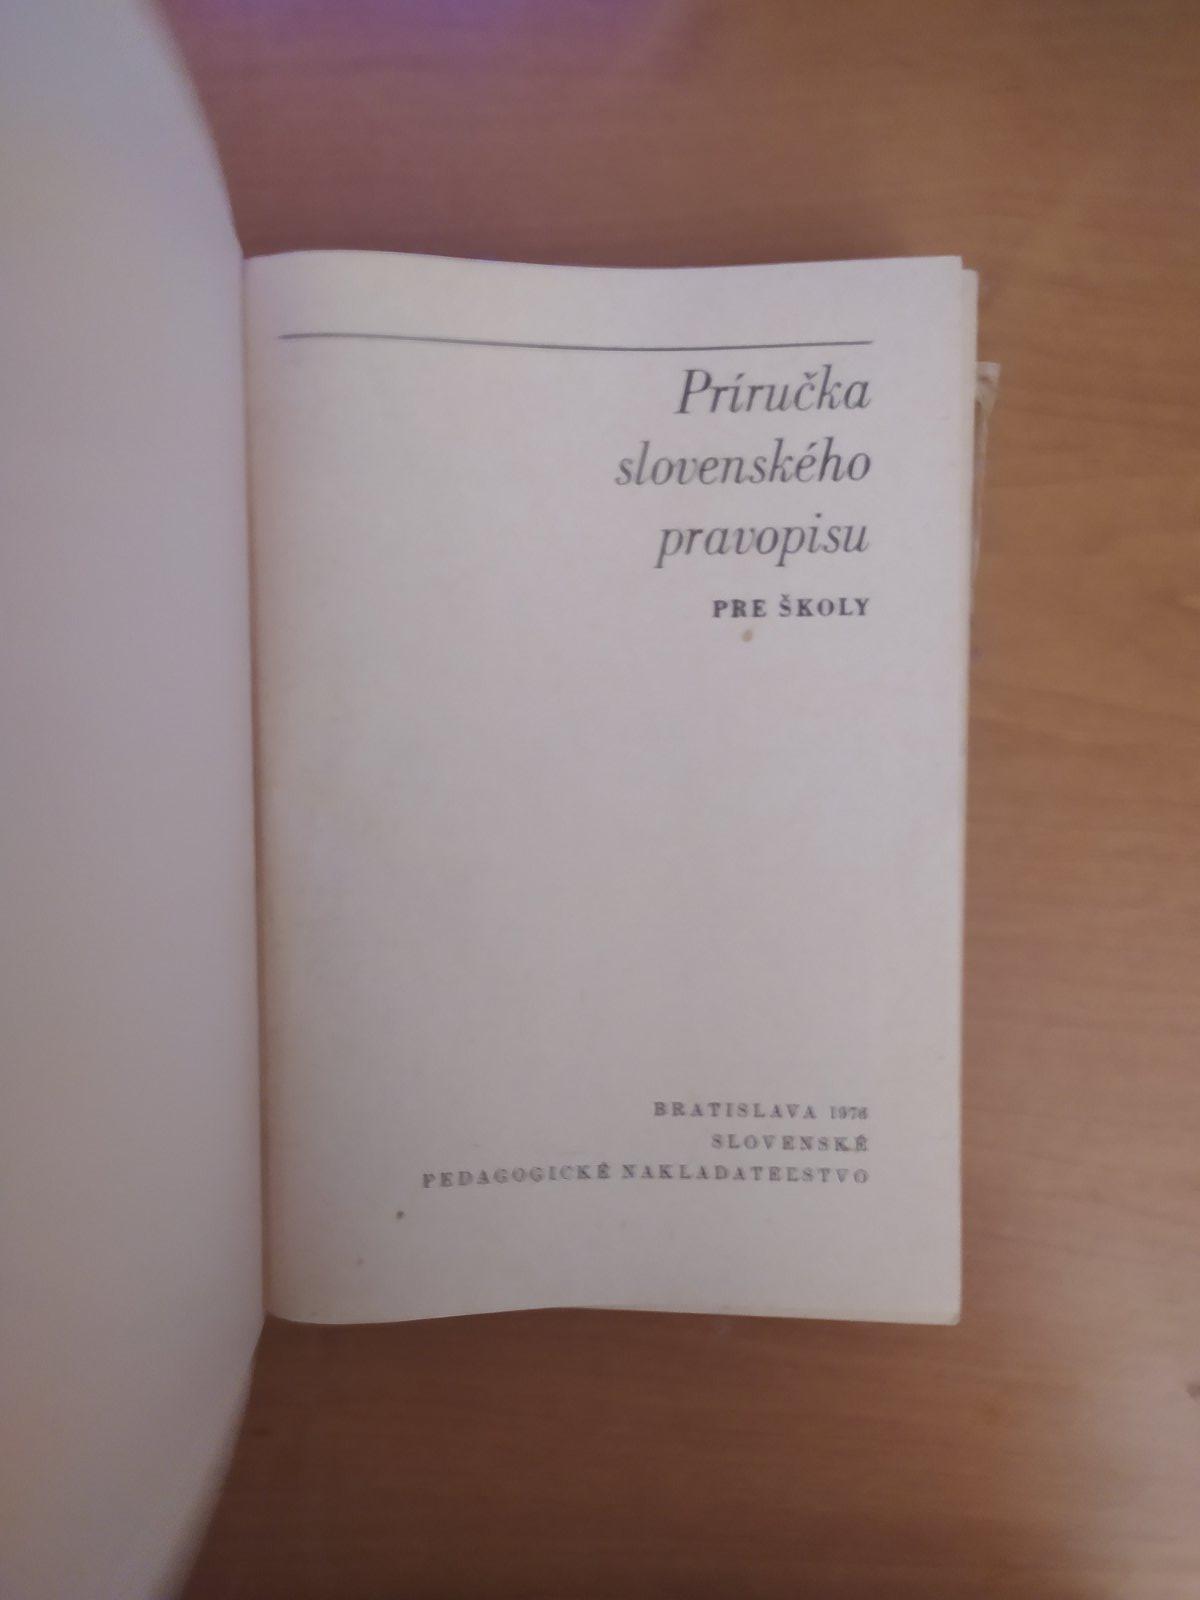 Príručka
slovenského
pravopisu
PRE ŠKOLY
BRATISLAVA 1976
SLOVENSKÉ
PEDAGOGICKÉ NAKLADATEĽSTVO